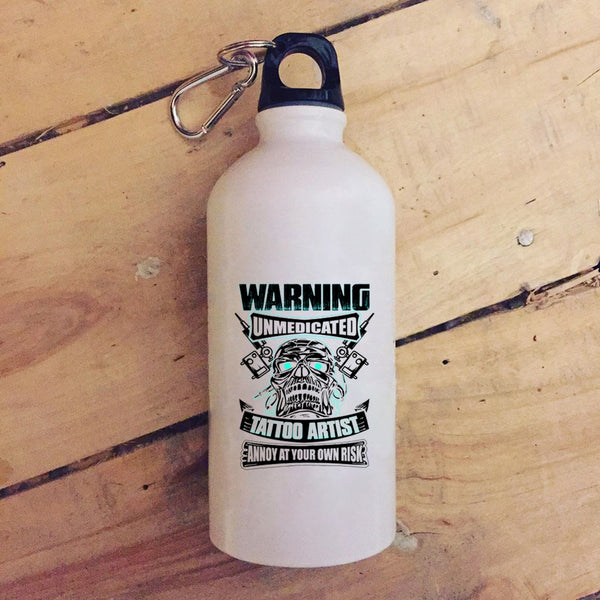 WARNING
UNMEDICATED
TATTOO ARTIST
ANNOY AT YOUR OWN RISK